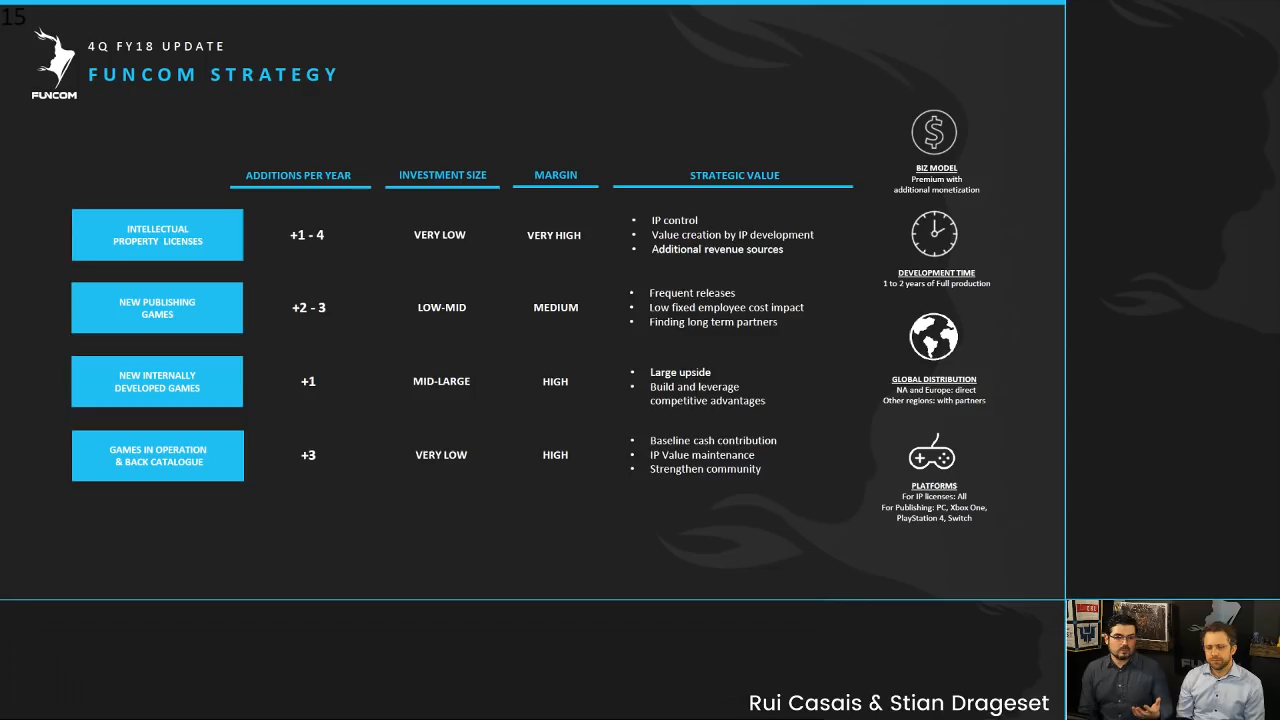 15
4Q FY18 UPDATE
FUNCOM STRATEGY
FUNCOM
ADDITIONS PER YEAR
INVESTMENT SIZE
MARGIN
STRATEGIC VALUE
INTELLECTUAL
PROPERTY LICENSES
+1 - 4
VERY LOW
VERY HIGH
• IP control
• Value creation by IP development
• Additional revenue sources
NEW PUBLISHING
GAMES
+2 - 3
LOW-MID
MEDIUM
• Frequent releases
• Low fixed employee cost impact
• Finding long term partners
NEW INTERNALLY
DEVELOPED GAMES
+1
MID-LARGE
HIGH
• Large upside
• Build and leverage
competitive advantages
GAMES IN OPERATION
& BACK CATALOGUE
+3
VERY LOW
HIGH
• Baseline cash contribution
• IP Value maintenance
• Strengthen community
BIZ MODEL
Premium with
additional monetization
DEVELOPMENT TIME
1 to 2 years of Full production
GLOBAL DISTRIBUTION
NA and Europe: direct
Other regions: with partners
PLATFORMS
For IP licenses: All
For Publishing: PC, Xbox One,
PlayStation 4, Switch
Rui Casais & Stian Drageset